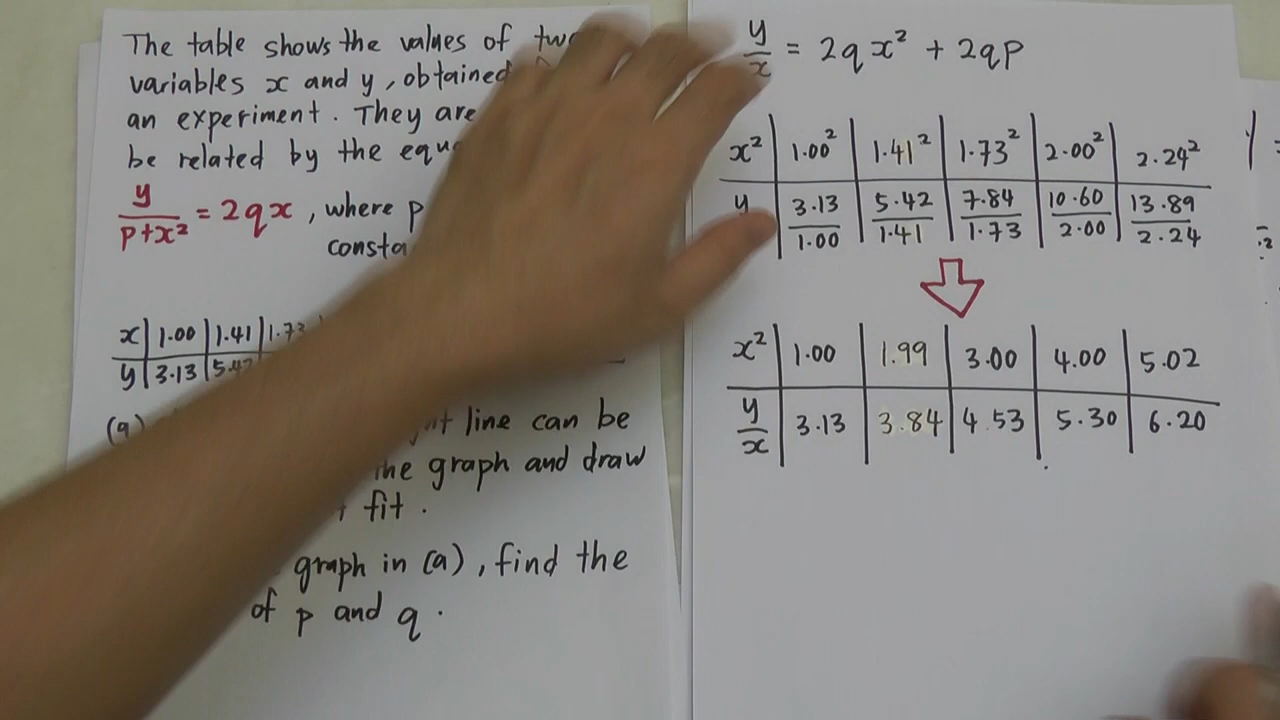 The table shows the values of
variables x and y, obtained
an experiment. They are
be related by the
y/(p+x²) = 2qx, where p
x | 1.00 | 1.41 | 1.73
y | 3.13 | 5.42
(a) line can be
the graph and draw
fit.
graph in (a), find the
of p and q.
y/x = 2qx² + 2qp
x² | 1.00² | 1.41² | 1.73² | 2.00² | 2.24²
y | 3.13/1.00 | 5.42/1.41 | 7.84/1.73 | 10.60/2.00 | 13.89/2.24
x² | 1.00 | 1.99 | 3.00 | 4.00 | 5.02
y/x | 3.13 | 3.84 | 4.53 | 5.30 | 6.20